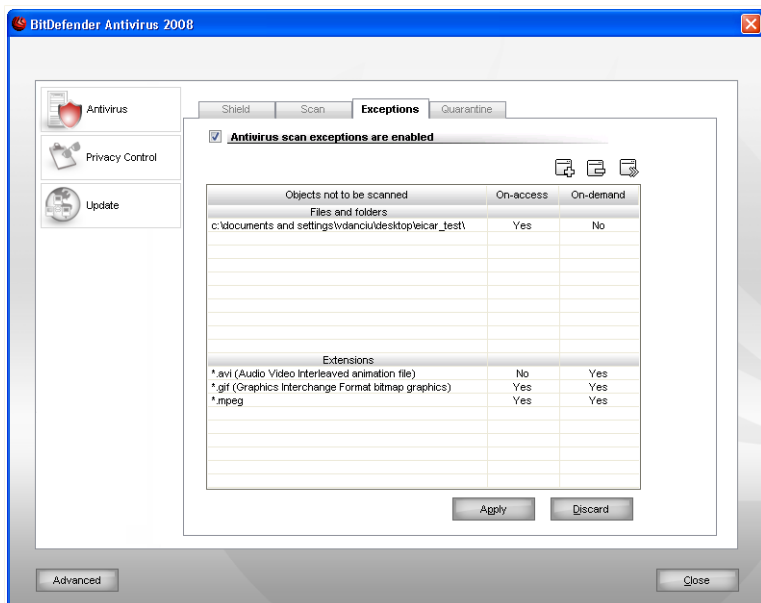 BitDefender Antivirus 2008
Antivirus
Privacy Control
Update
Shield Scan Exceptions Quarantine
Antivirus scan exceptions are enabled
Objects not to be scanned On-access On-demand
Files and folders
c:\documents and settings\vdanciu\desktop\eicar_test\ Yes No
Extensions
*.avi (Audio Video Interleaved animation file) No Yes
*.gif (Graphics Interchange Format bitmap graphics) Yes Yes
*.mpeg Yes Yes
Apply Discard
Advanced Close